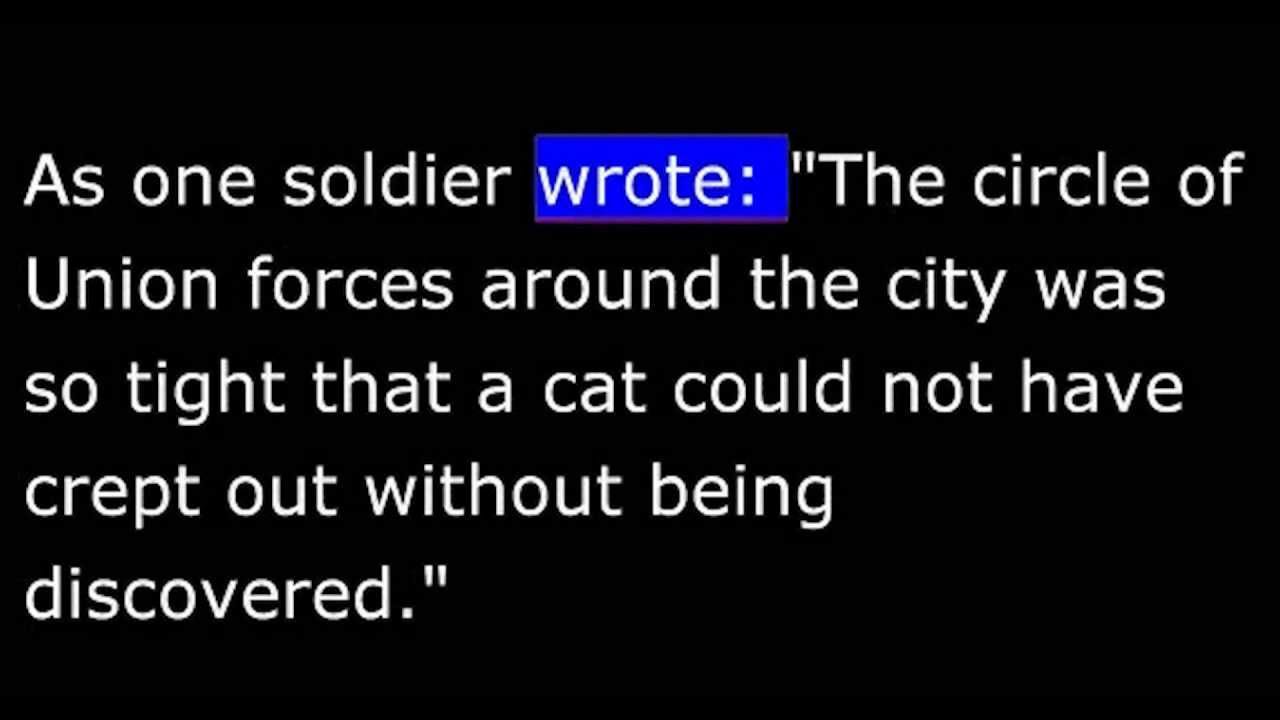 As one soldier wrote: "The circle of
Union forces around the city was
so tight that a cat could not have
crept out without being
discovered."